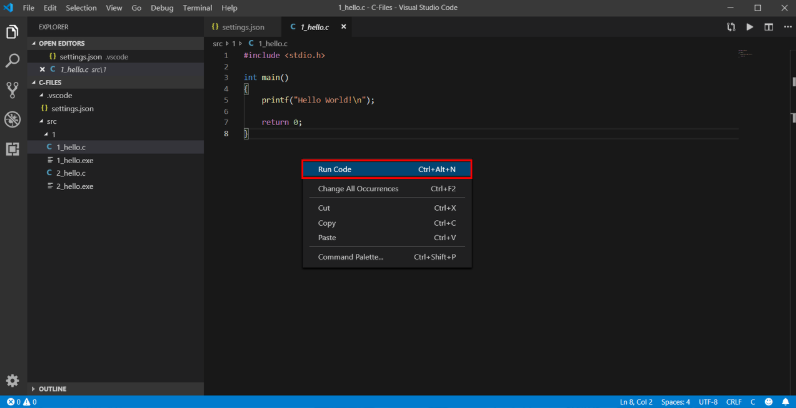 File Edit Selection View Go Debug Terminal Help
1_hello.c - C-Files - Visual Studio Code
EXPLORER
OPEN EDITORS
settings.json .vscode
1_hello.c src\1
C-FILES
.vscode
settings.json
src
1
1_hello.c
1_hello.exe
2_hello.c
2_hello.exe
OUTLINE
settings.json 1_hello.c
src 1 C 1_hello.c
1 #include <stdio.h>
2
3 int main()
4 {
5 printf("Hello World!\n");
6
7 return 0;
8 }
Run Code Ctrl+Alt+N
Change All Occurrences Ctrl+F2
Cut Ctrl+X
Copy Ctrl+C
Paste Ctrl+V
Command Palette... Ctrl+Shift+P
0 0 Ln 8, Col 2 Spaces: 4 UTF-8 CRLF C